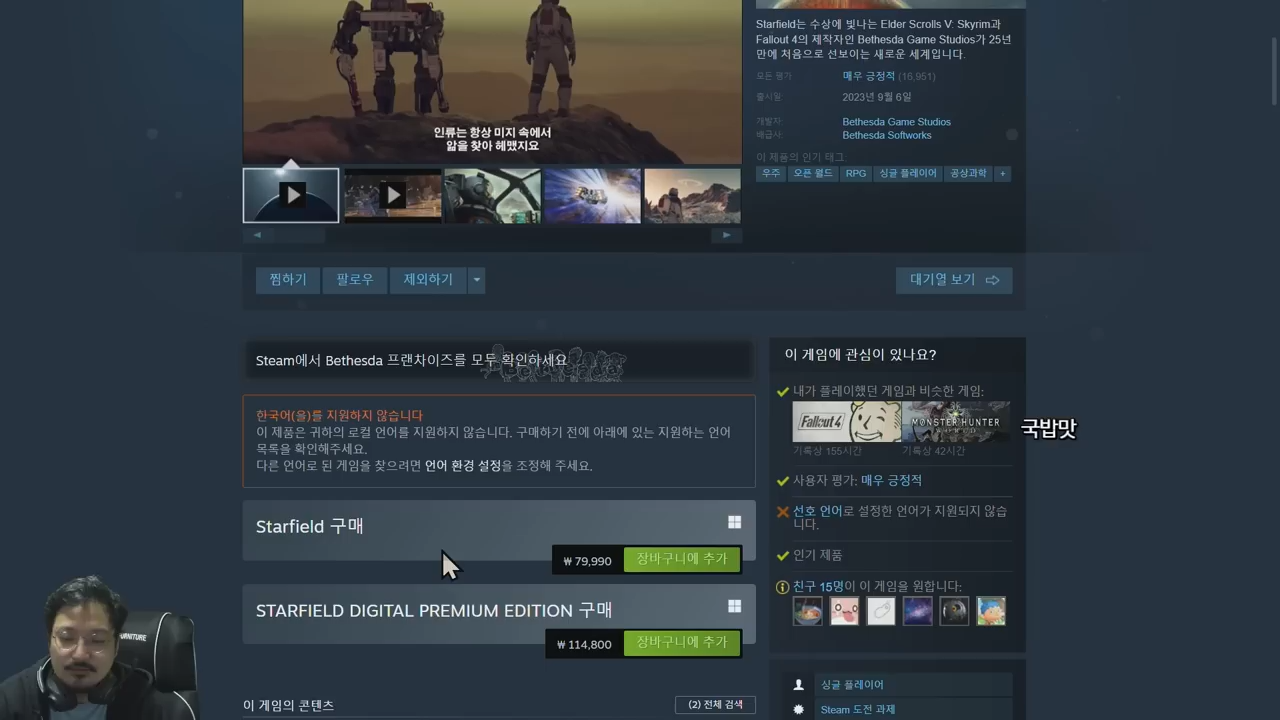 Starfield는 수상에 빛나는 Elder Scrolls V: Skyrim과
Fallout 4의 제작자인 Bethesda Game Studios가 25년
만에 처음으로 선보이는 새로운 세계입니다.
모든 평가: 매우 긍정적 (16,951)
출시일: 2023년 9월 6일
개발자: Bethesda Game Studios
배급사: Bethesda Softworks
이 제품의 인기 태그:
우주 오픈 월드 RPG 싱글 플레이어 공상과학 +
인류는 항상 미지 속에서
앎을 찾아 헤맸지요
찜하기 팔로우 제외하기
대기열 보기
Steam에서 Bethesda 프랜차이즈를 모두 확인하세요
한국어(을)를 지원하지 않습니다
이 제품은 귀하의 로컬 언어를 지원하지 않습니다. 구매하기 전에 아래에 있는 지원하는 언어
목록을 확인해주세요.
다른 언어로 된 게임을 찾으려면 언어 환경 설정을 조정해 주세요.
Starfield 구매
₩ 79,990 장바구니에 추가
STARFIELD DIGITAL PREMIUM EDITION 구매
₩ 114,800 장바구니에 추가
이 게임의 콘텐츠
(2) 전체 검색
이 게임에 관심이 있나요?
내가 플레이했던 게임과 비슷한 게임:
Fallout 4 MONSTER HUNTER WORLD
국밥맛
기록상 155시간 기록상 42시간
사용자 평가: 매우 긍정적
선호 언어로 설정한 언어가 지원되지 않습
니다.
인기 제품
친구 15명이 이 게임을 원합니다:
싱글 플레이어
Steam 도전 과제